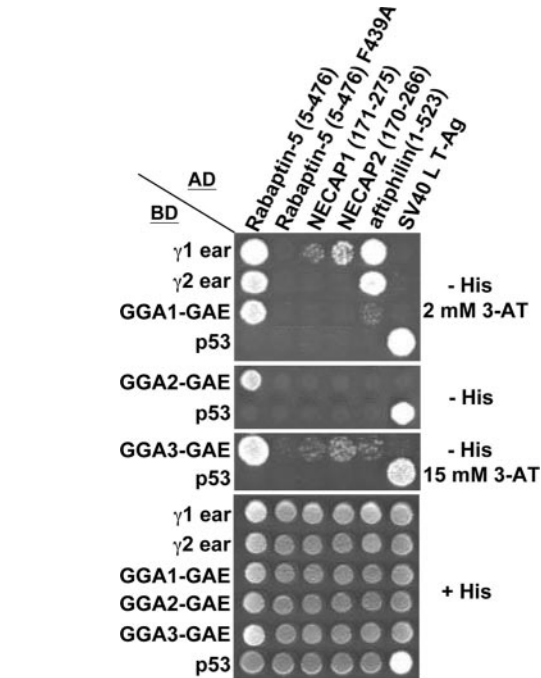 Rabaptin-5 (5-476)
Rabaptin-5 (5-476) F439A
NECAP1 (171-275)
NECAP2 (170-266)
aftiphilin(1-523)
SV40 L T-Ag
AD
BD
γ1 ear
γ2 ear
GGA1-GAE
p53
- His
2 mM 3-AT
GGA2-GAE
p53
- His
GGA3-GAE
p53
- His
15 mM 3-AT
γ1 ear
γ2 ear
GGA1-GAE
GGA2-GAE
GGA3-GAE
p53
+ His